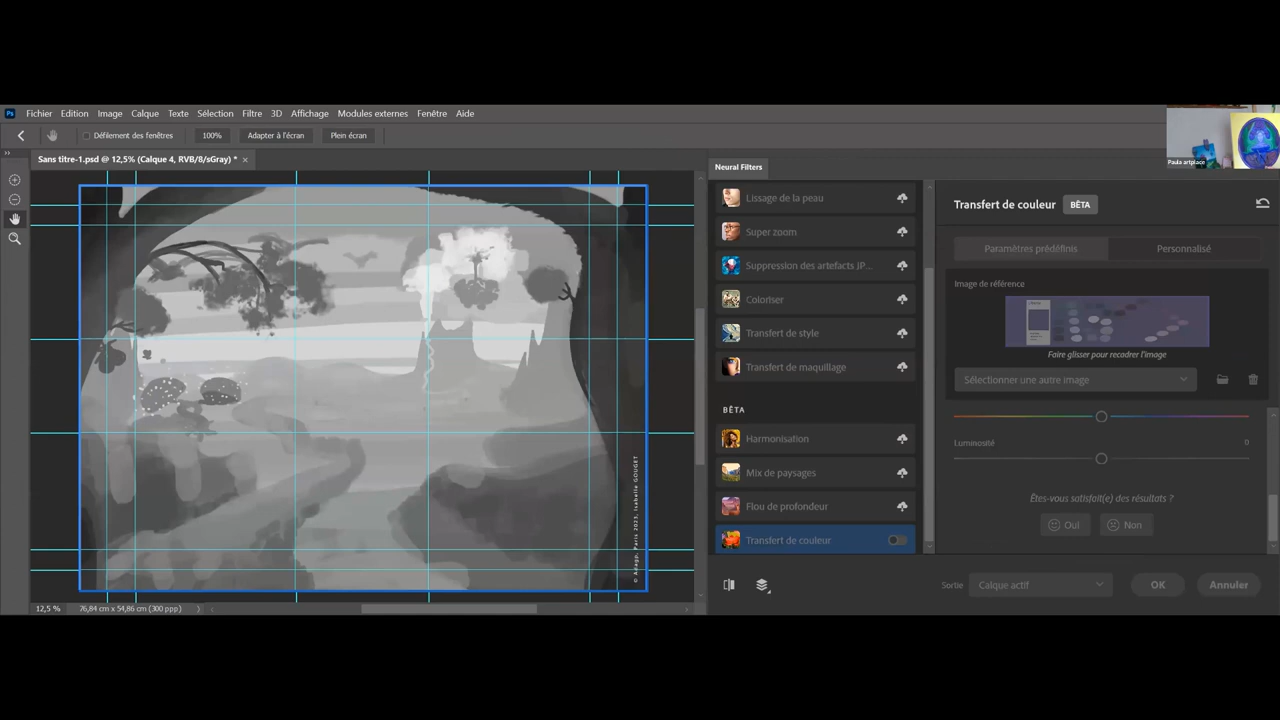 Ps Fichier Edition Image Calque Texte Sélection Filtre 3D Affichage Modules externes Fenêtre Aide
Défilement des fenêtres 100% Adapter à l'écran Plein écran
Paula artplace
Sans titre-1.psd @ 12,5% (Calque 4, RVB/8/sGray) * ×
Neural Filters
Lissage de la peau
Super zoom
Suppression des artefacts JP...
Coloriser
Transfert de style
Transfert de maquillage
BÊTA
Harmonisation
Mix de paysages
Flou de profondeur
Transfert de couleur
Transfert de couleur BÊTA
Paramètres prédéfinis Personnalisé
Image de référence
Faire glisser pour recadrer l'image
Sélectionner une autre image
Luminosité 0
Êtes-vous satisfait(e) des résultats ?
Oui Non
Sortie Calque actif OK Annuler
© Adagp, Paris 2023, Isabelle GOUGET
12,5 % 76,84 cm x 54,86 cm (300 ppp)